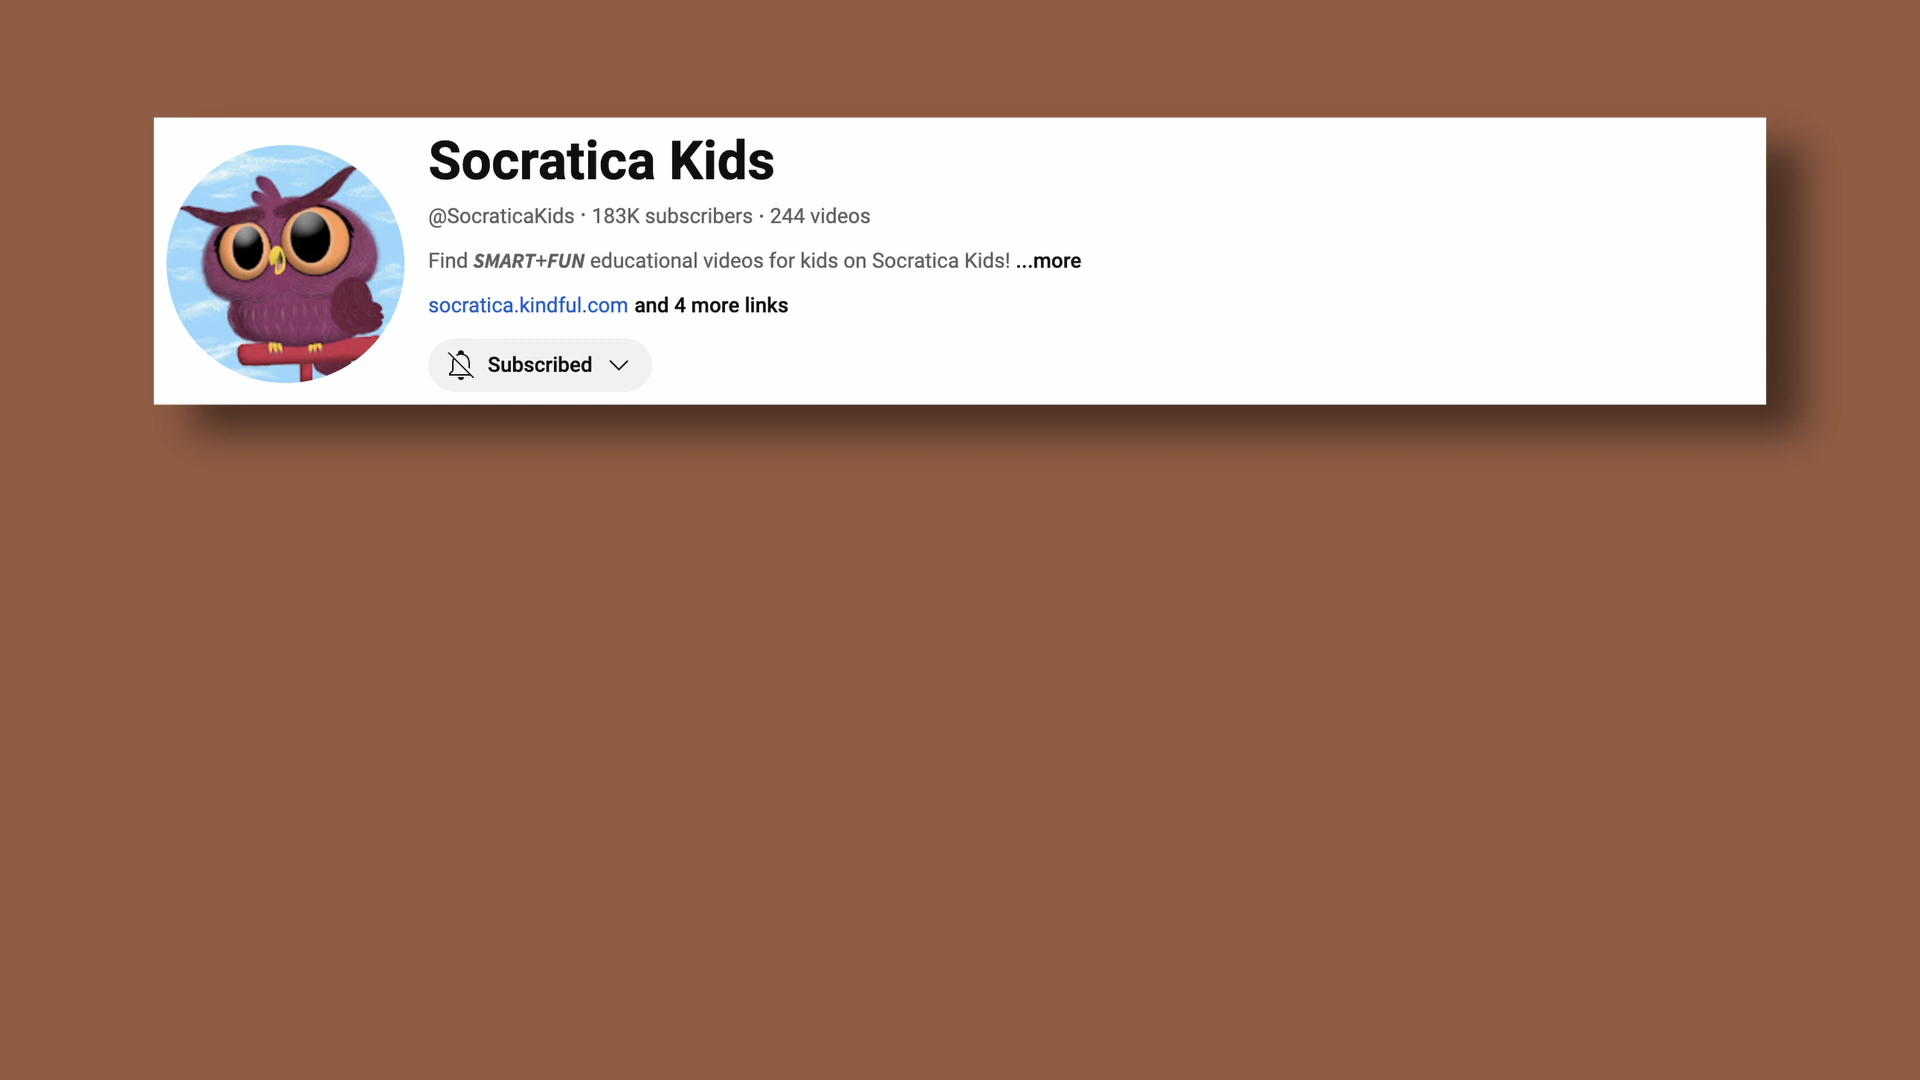 Socratica Kids
@SocraticaKids · 183K subscribers · 244 videos
Find SMART+FUN educational videos for kids on Socratica Kids! ...more
socratica.kindful.com and 4 more links
Subscribed